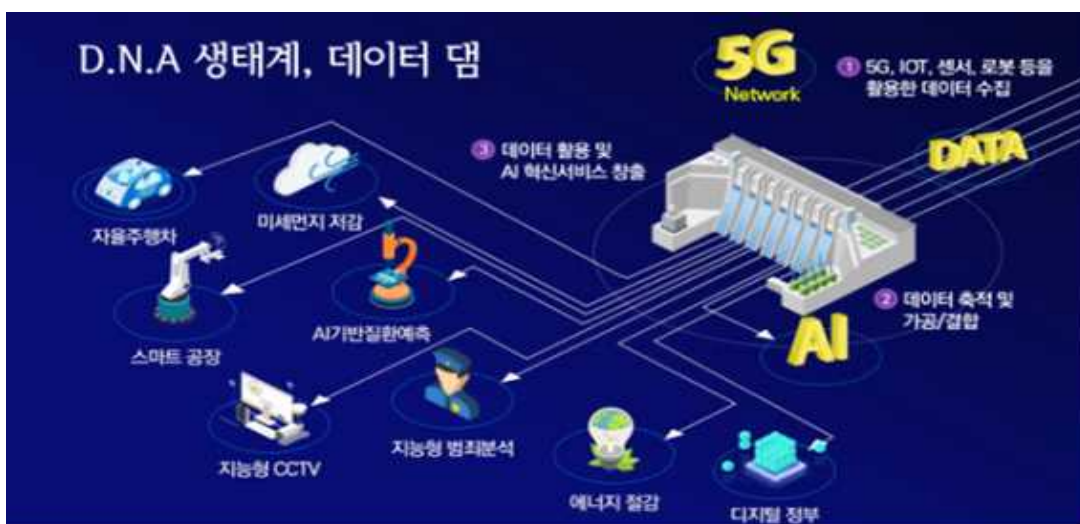 D.N.A 생태계, 데이터 댐
5G
Network
① 5G, IOT, 센서, 로봇 등을
활용한 데이터 수집
DATA
③ 데이터 활용 및
AI 혁신서비스 창출
② 데이터 축적 및
가공/결합
AI
자율주행차
미세먼지 저감
스마트 공장
AI기반질환예측
지능형 CCTV
지능형 범죄분석
에너지 절감
디지털 정부